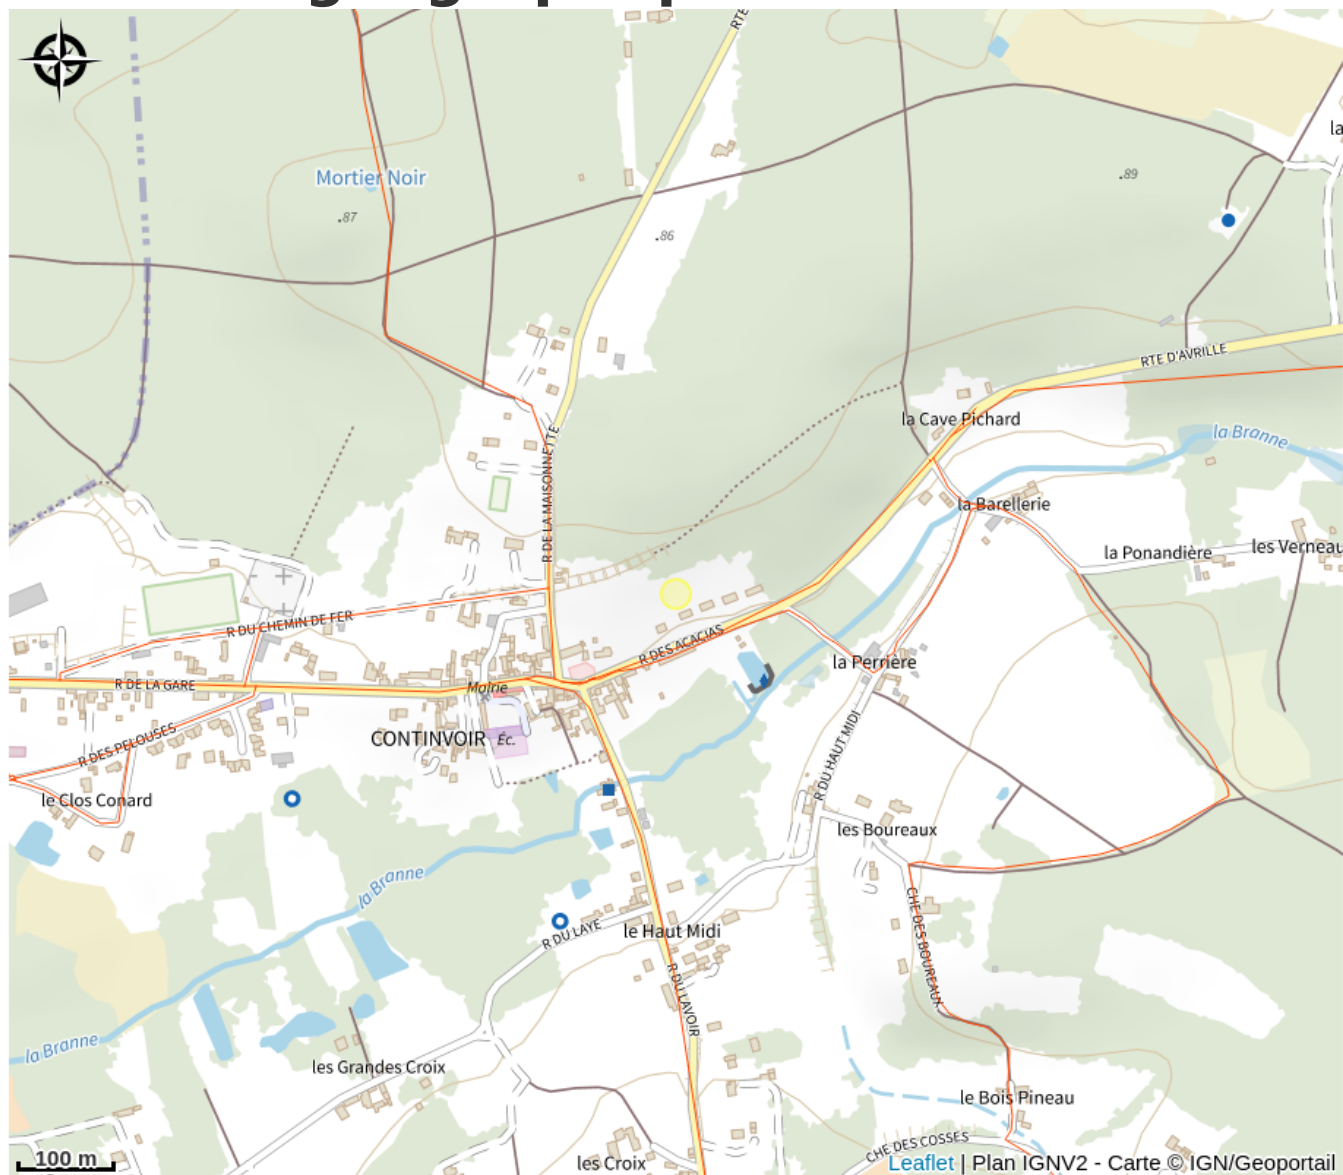 RTE
la
Mortier Noir
.87
.89
.86
RTE D'AVRILLE
la Cave Pichard
la Branne
R DE LA MAISONNETTE
la Barellerie
la Ponandière
les Verneau
R DU CHEMIN DE FER
R DES ACACIAS
la Perrière
R DE LA GARE
Mairie
CONTINVOIR
Éc.
R DES PELOUSES
R DU HAUT MIDI
le Clos Conard
les Boureaux
la Branne
CHE DES BOUREAUX
R DU LAYE
le Haut Midi
R DU LAVOIR
la Branne
les Grandes Croix
le Bois Pineau
CHE DES COSSES
les Croix
100 m
Leaflet | Plan IGNV2 - Carte © IGN/Geoportail